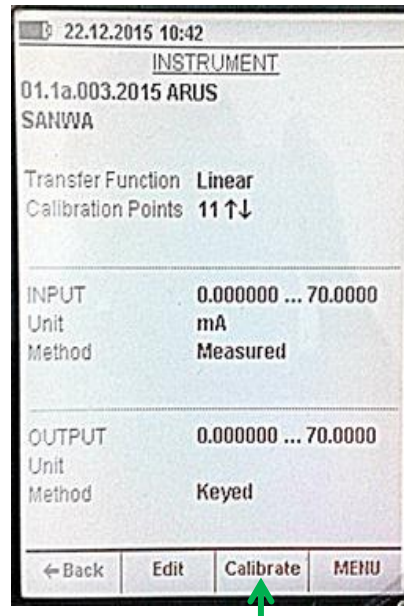 22.12.2015 10:42
INSTRUMENT
01.1a.003.2015 ARUS
SANWA
Transfer Function Linear
Calibration Points 11 ↑↓
INPUT 0.000000 ... 70.0000
Unit mA
Method Measured
OUTPUT 0.000000 ... 70.0000
Unit
Method Keyed
←Back Edit Calibrate MENU